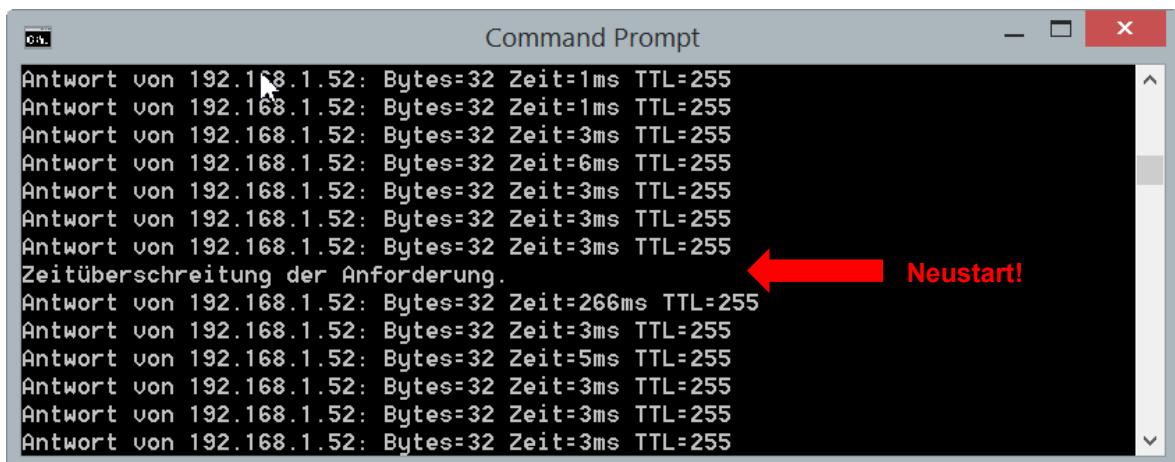 Command Prompt
Antwort von 192.168.1.52: Bytes=32 Zeit=1ms TTL=255
Antwort von 192.168.1.52: Bytes=32 Zeit=1ms TTL=255
Antwort von 192.168.1.52: Bytes=32 Zeit=3ms TTL=255
Antwort von 192.168.1.52: Bytes=32 Zeit=6ms TTL=255
Antwort von 192.168.1.52: Bytes=32 Zeit=3ms TTL=255
Antwort von 192.168.1.52: Bytes=32 Zeit=3ms TTL=255
Antwort von 192.168.1.52: Bytes=32 Zeit=3ms TTL=255
Zeitüberschreitung der Anforderung.
Neustart!
Antwort von 192.168.1.52: Bytes=32 Zeit=266ms TTL=255
Antwort von 192.168.1.52: Bytes=32 Zeit=3ms TTL=255
Antwort von 192.168.1.52: Bytes=32 Zeit=5ms TTL=255
Antwort von 192.168.1.52: Bytes=32 Zeit=3ms TTL=255
Antwort von 192.168.1.52: Bytes=32 Zeit=3ms TTL=255
Antwort von 192.168.1.52: Bytes=32 Zeit=3ms TTL=255